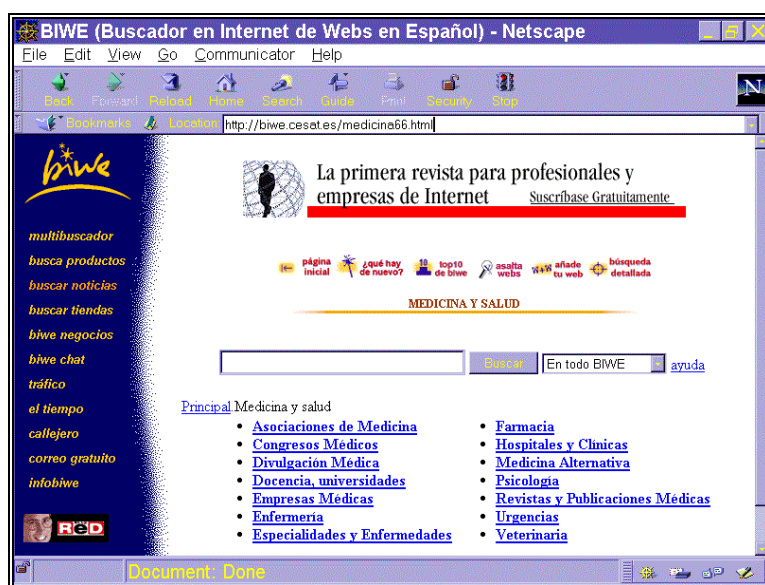 BIWE (Buscador en Internet de Webs en Español) - Netscape
File Edit View Go Communicator Help
Back Forward Reload Home Search Guide Print Security Stop
N
Bookmarks Location: http://biwe.cesat.es/medicina66.html
biwe
La primera revista para profesionales y
empresas de Internet Suscríbase Gratuitamente
multibuscador
busca productos
buscar noticias
buscar tiendas
biwe negocios
biwe chat
tráfico
el tiempo
callejero
correo gratuito
infobiwe
RED
página inicial
¿qué hay de nuevo?
10 top10 de biwe
asalta webs
añade tu web
búsqueda detallada
MEDICINA Y SALUD
Buscar En todo BIWE ayuda
Principal.Medicina y salud
Asociaciones de Medicina
Congresos Médicos
Divulgación Médica
Docencia, universidades
Empresas Médicas
Enfermería
Especialidades y Enfermedades
Farmacia
Hospitales y Clínicas
Medicina Alternativa
Psicología
Revistas y Publicaciones Médicas
Urgencias
Veterinaria
Document: Done